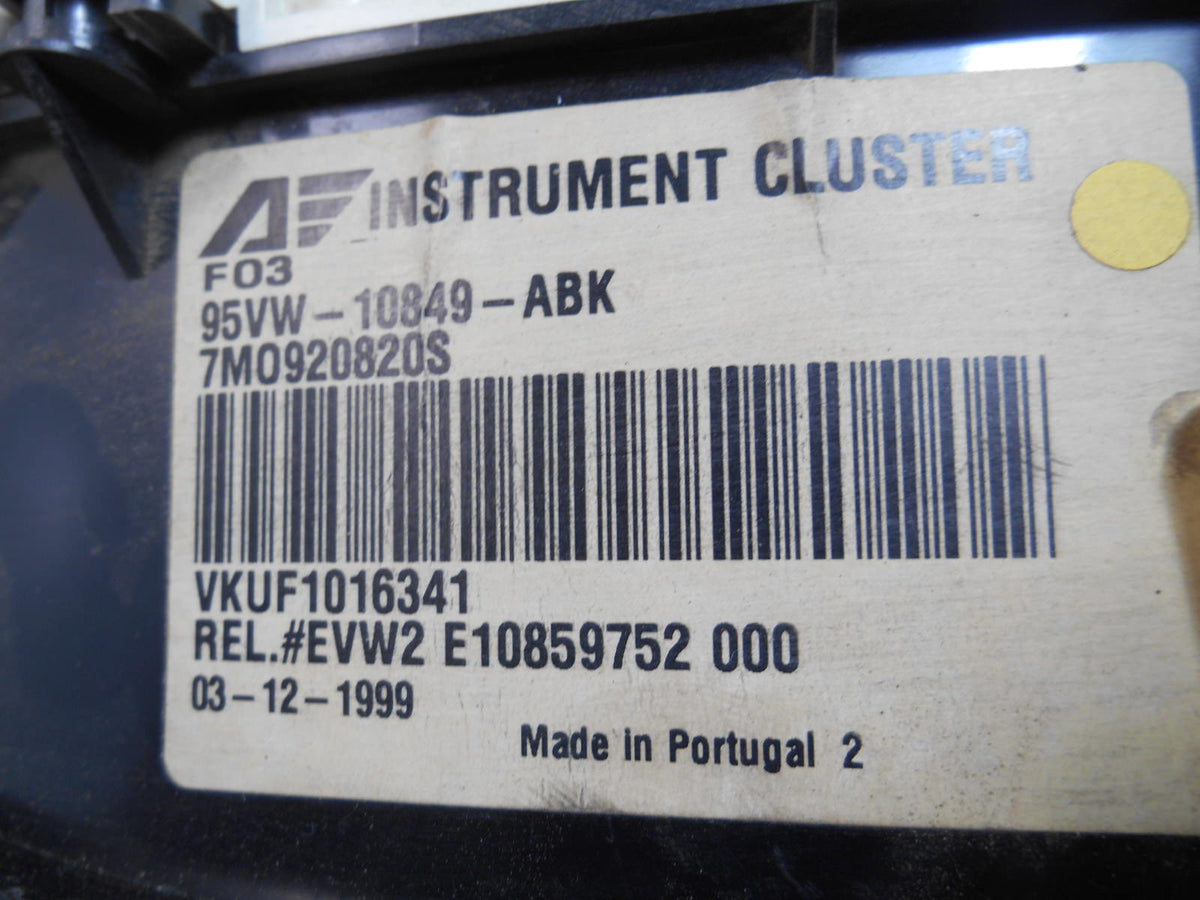 AF INSTRUMENT CLUSTER
F03
95VW-10849-ABK
7M0920820S
VKUF1016341
REL.#EVW2 E10859752 000
03-12-1999
Made in Portugal 2